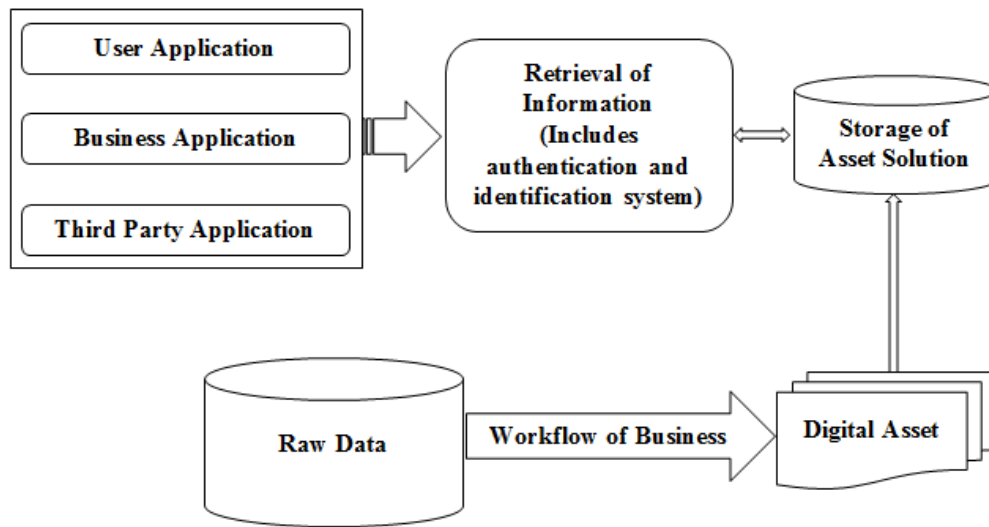 User Application
Business Application
Third Party Application
Retrieval of
Information
(Includes
authentication and
identification system)
Storage of
Asset Solution
Raw Data
Workflow of Business
Digital Asset